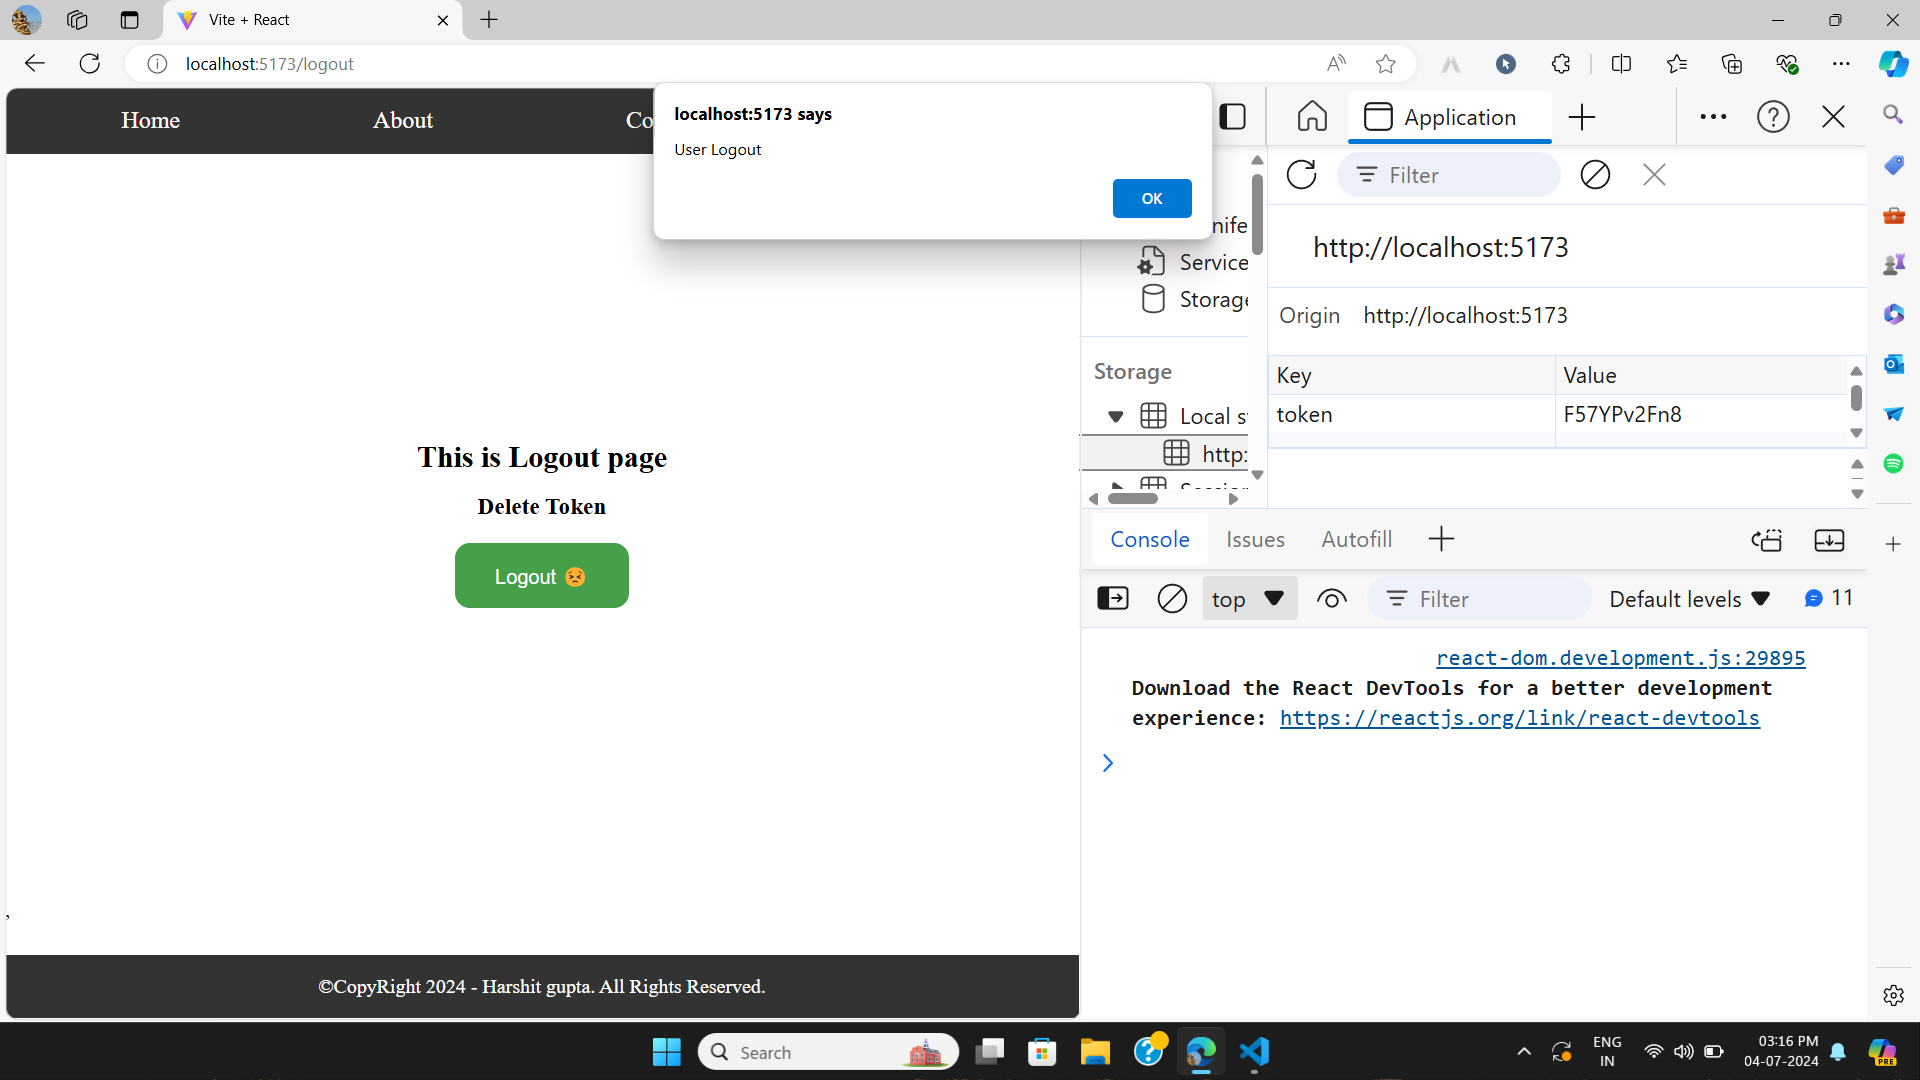 Vite + React
localhost:5173/logout
Home
About
Co
localhost:5173 says
User Logout
OK
This is Logout page
Delete Token
Logout 😣
,
©CopyRight 2024 - Harshit gupta. All Rights Reserved.
Application
Filter
nife
Service
Storage
http://localhost:5173
Origin http://localhost:5173
Storage
Key Value
Local s
token F57YPv2Fn8
http:
Console Issues Autofill
top Filter Default levels 11
react-dom.development.js:29895
Download the React DevTools for a better development
experience: https://reactjs.org/link/react-devtools
Search
ENG
IN
03:16 PM
04-07-2024
PRE